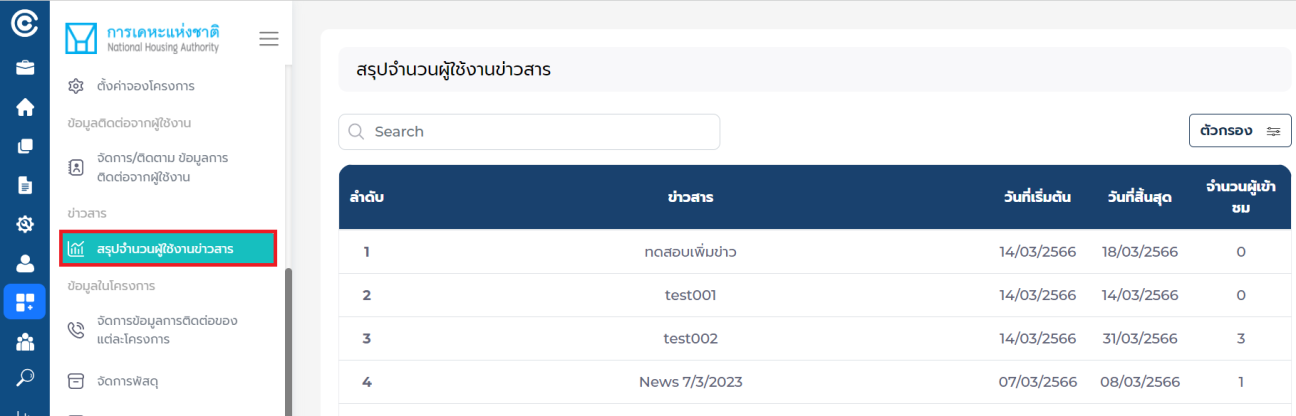 การเคหะแห่งชาติ
National Housing Authority
ตั้งค่าจองโครงการ
ข้อมูลติดต่อจากผู้ใช้งาน
จัดการ/ติดตาม ข้อมูลการ
ติดต่อจากผู้ใช้งาน
ข่าวสาร
สรุปจำนวนผู้ใช้งานข่าวสาร
ข้อมูลในโครงการ
จัดการข้อมูลการติดต่อของ
แต่ละโครงการ
จัดการพัสดุ
สรุปจำนวนผู้ใช้งานข่าวสาร
Search
ตัวกรอง
ลำดับ ข่าวสาร วันที่เริ่มต้น วันที่สิ้นสุด จำนวนผู้เข้า
ชม
1 ทดสอบเพิ่มข่าว 14/03/2566 18/03/2566 0
2 test001 14/03/2566 14/03/2566 0
3 test002 14/03/2566 31/03/2566 3
4 News 7/3/2023 07/03/2566 08/03/2566 1